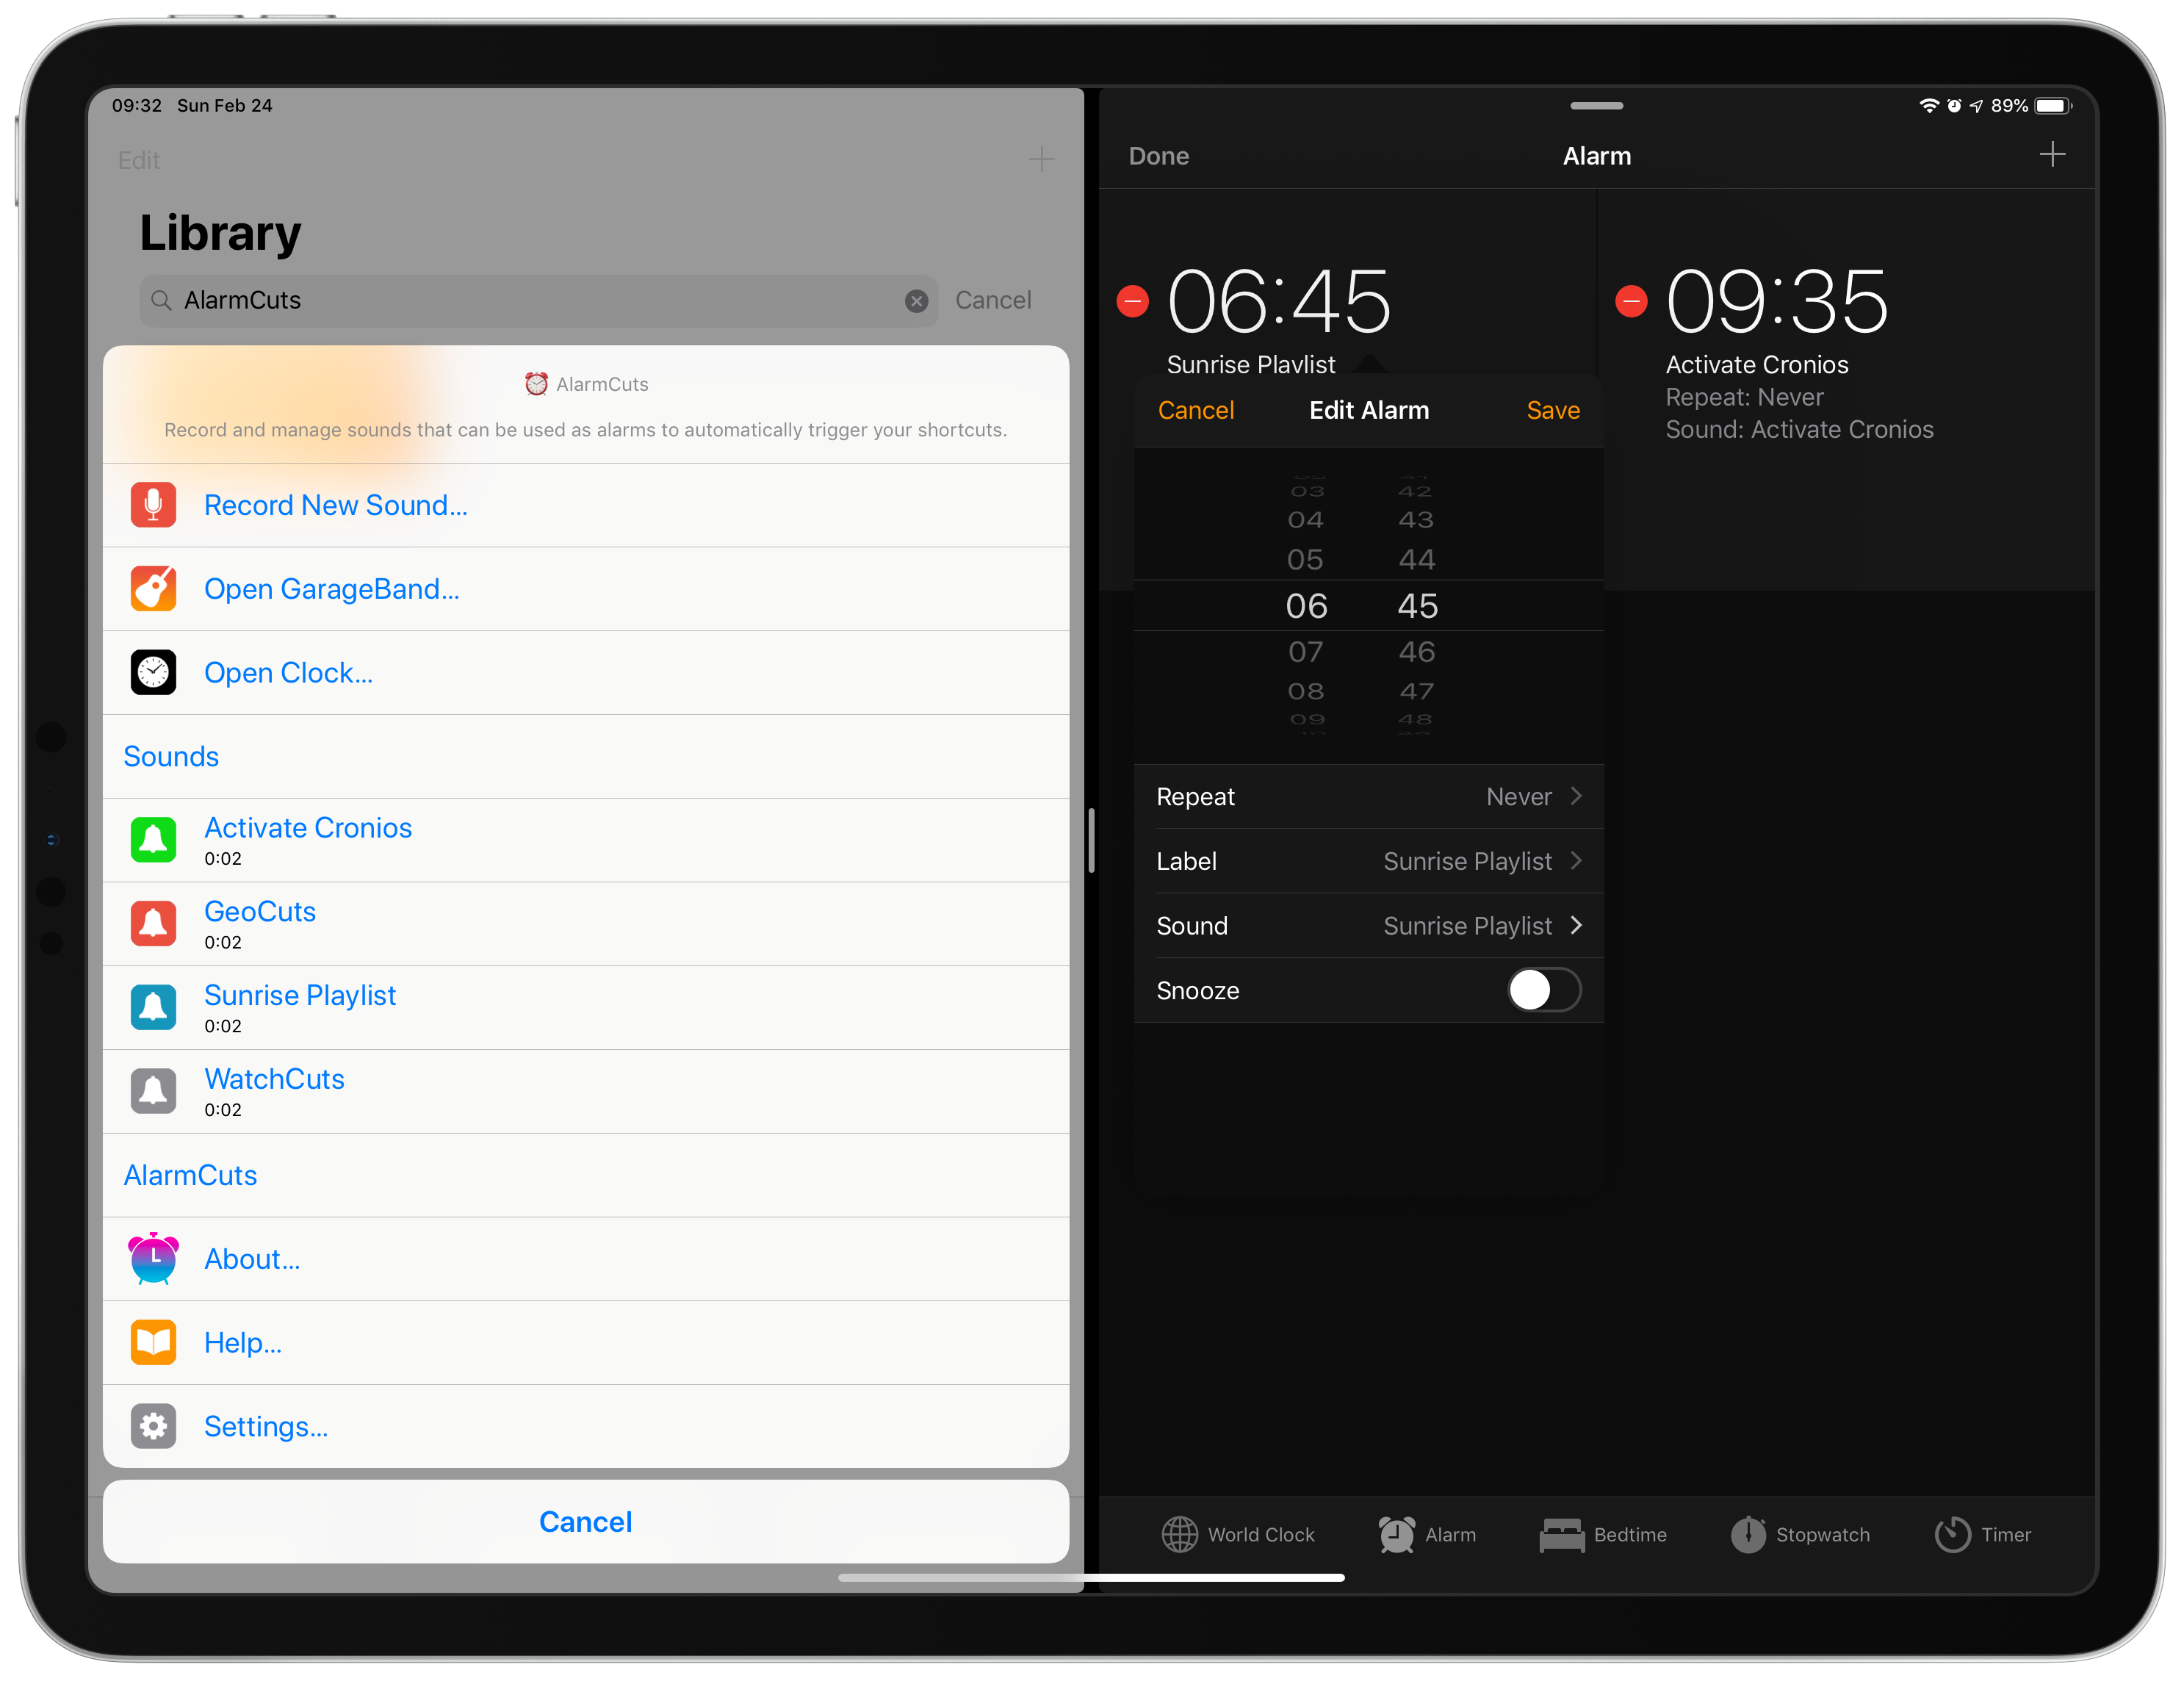 09:32 Sun Feb 24
Edit
Library
AlarmCuts
Cancel
AlarmCuts
Record and manage sounds that can be used as alarms to automatically trigger your shortcuts.
Record New Sound...
Open GarageBand...
Open Clock...
Sounds
Activate Cronios
0:02
GeoCuts
0:02
Sunrise Playlist
0:02
WatchCuts
0:02
AlarmCuts
About...
Help...
Settings...
Cancel
89%
Done
Alarm
06:45
Sunrise Playlist
09:35
Activate Cronios
Repeat: Never
Sound: Activate Cronios
Cancel
Edit Alarm
Save
03 42
04 43
05 44
06 45
07 46
08 47
09 48
Repeat Never
Label Sunrise Playlist
Sound Sunrise Playlist
Snooze
World Clock
Alarm
Bedtime
Stopwatch
Timer